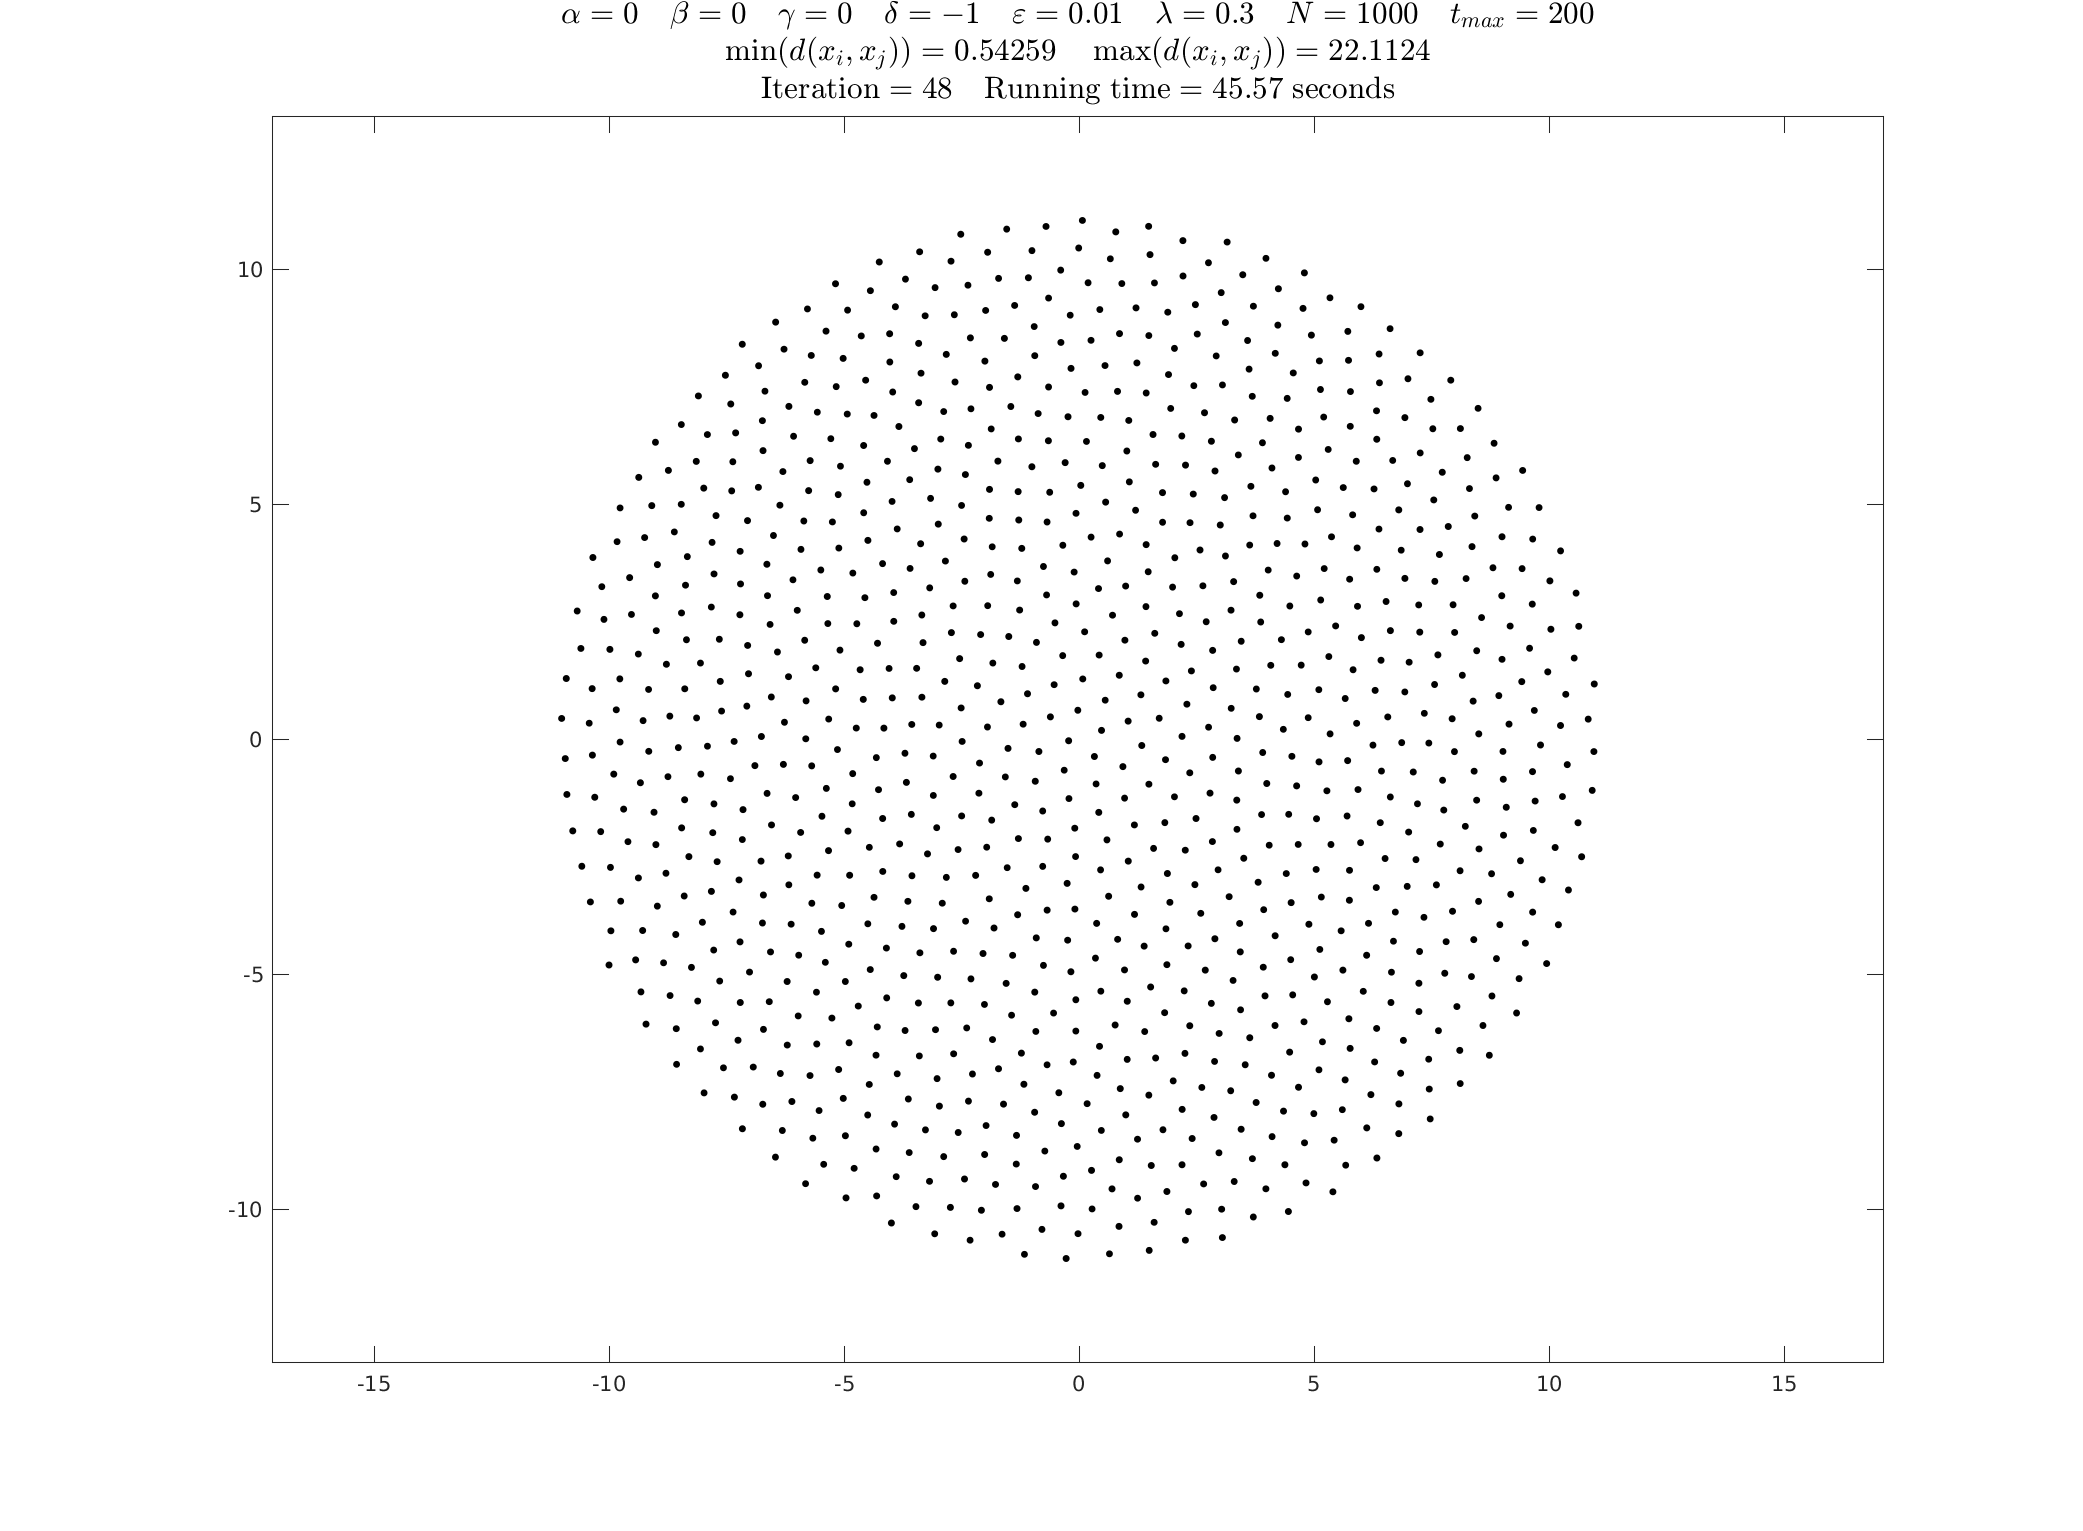 α = 0 β = 0 γ = 0 δ = −1 ε = 0.01 λ = 0.3 N = 1000 t_max = 200
min(d(x_i, x_j)) = 0.54259 max(d(x_i, x_j)) = 22.1124
Iteration = 48 Running time = 45.57 seconds
10
5
0
-5
-10
-15 -10 -5 0 5 10 15